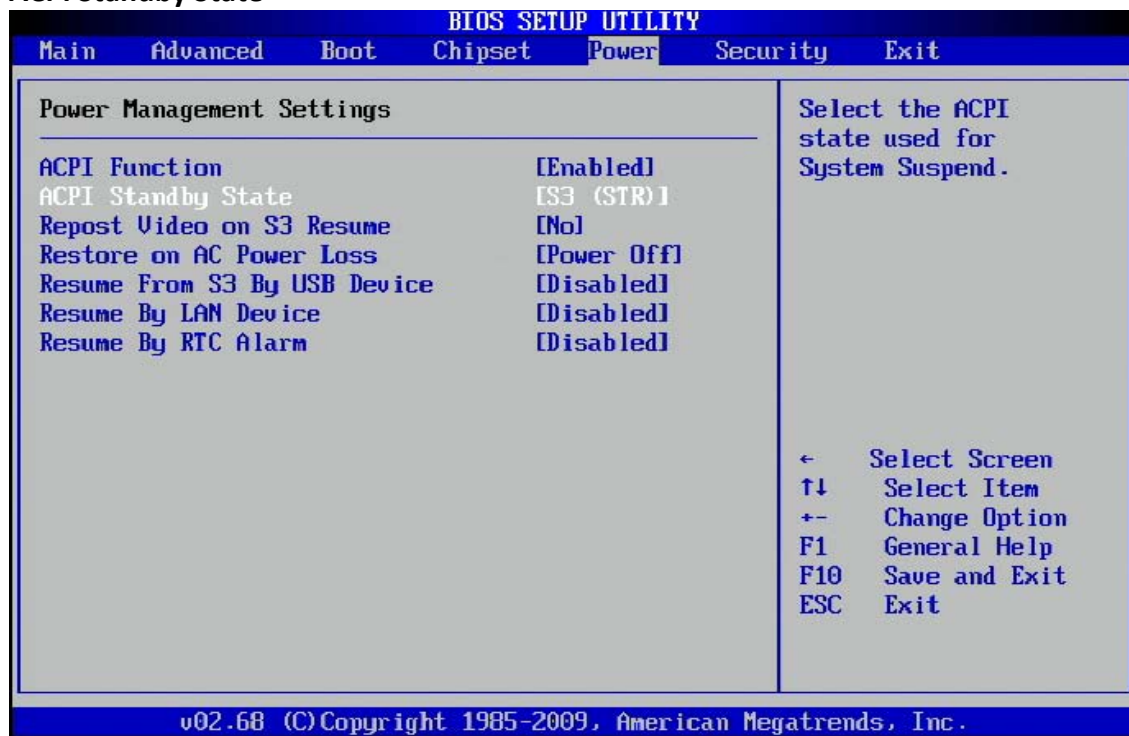 BIOS SETUP UTILITY
Main Advanced Boot Chipset Power Security Exit
Power Management Settings
ACPI Function [Enabled]
ACPI Standby State [S3 (STR)]
Repost Video on S3 Resume [No]
Restore on AC Power Loss [Power Off]
Resume From S3 By USB Device [Disabled]
Resume By LAN Device [Disabled]
Resume By RTC Alarm [Disabled]
Select the ACPI
state used for
System Suspend.
← Select Screen
↑↓ Select Item
+- Change Option
F1 General Help
F10 Save and Exit
ESC Exit
v02.68 (C)Copyright 1985-2009, American Megatrends, Inc.